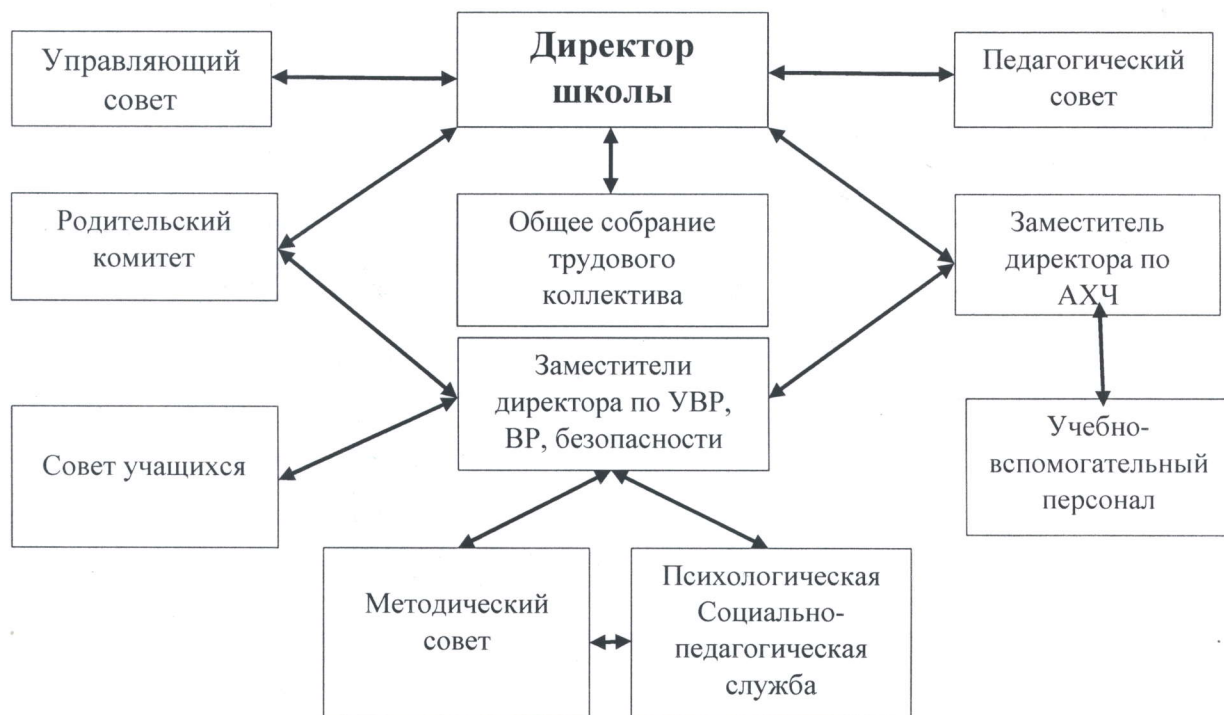 Управляющий
совет
Директор
школы
Педагогический
совет
Родительский
комитет
Общее собрание
трудового
коллектива
Заместитель
директора по
АХЧ
Заместители
директора по УВР,
ВР, безопасности
Совет учащихся
Учебно-
вспомогательный
персонал
Методический
совет
Психологическая
Социально-
педагогическая
служба